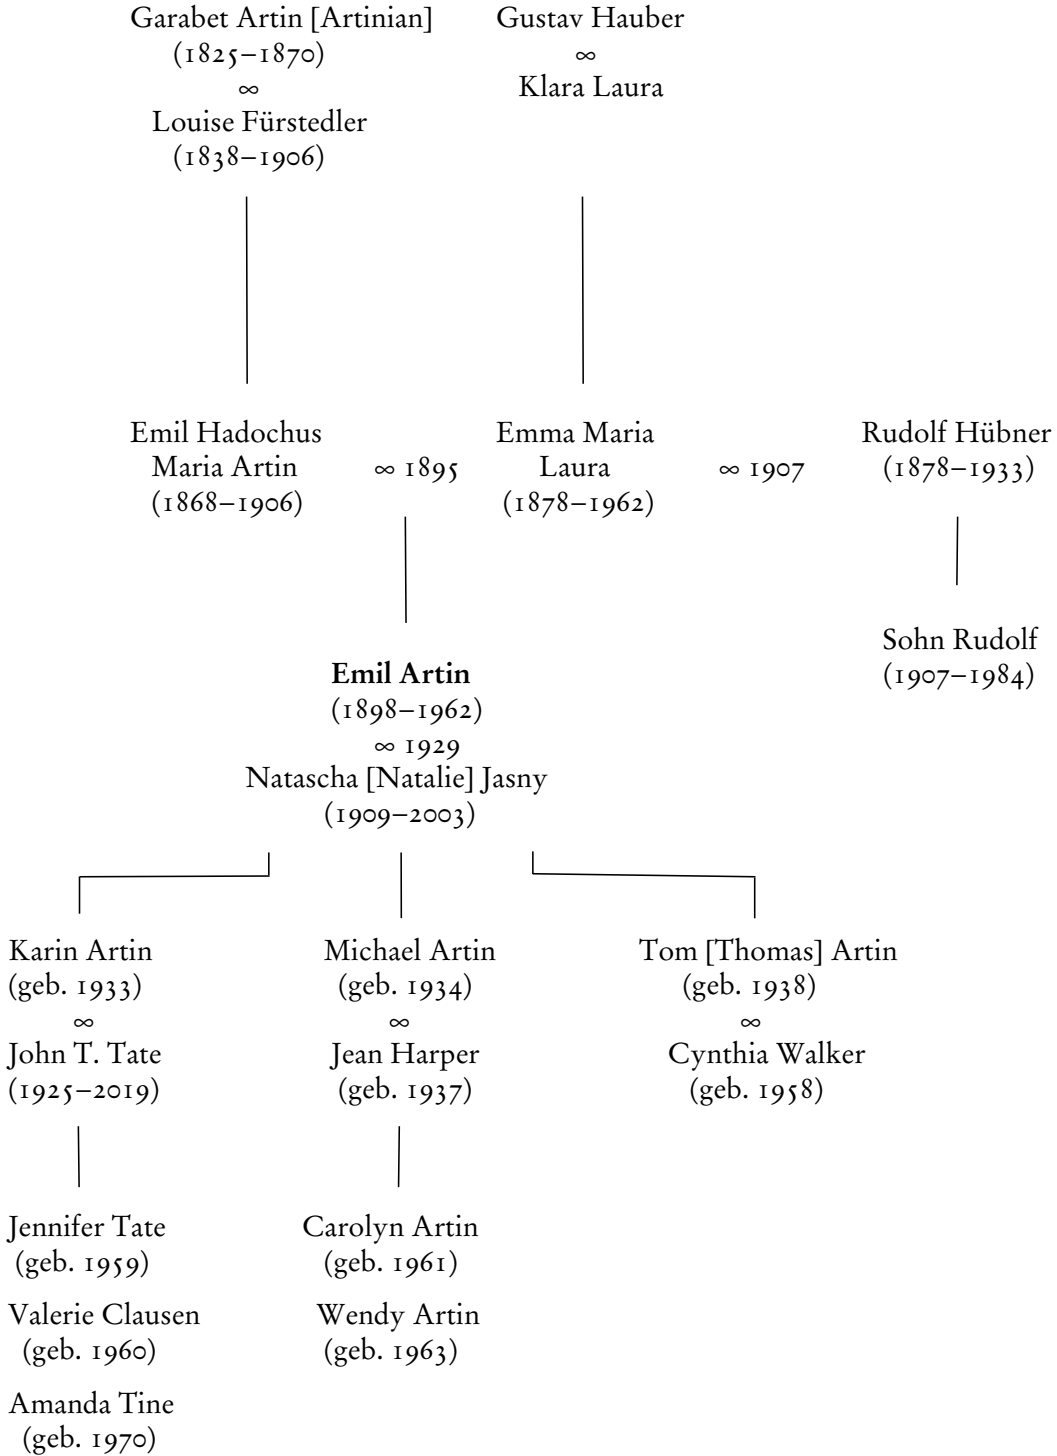 Garabet Artin [Artinian]
(1825–1870)
∞
Louise Fürstedler
(1838–1906)
Gustav Hauber
∞
Klara Laura
Emil Hadochus
Maria Artin
(1868–1906)
∞ 1895
Emma Maria
Laura
(1878–1962)
∞ 1907
Rudolf Hübner
(1878–1933)
Sohn Rudolf
(1907–1984)
Emil Artin
(1898–1962)
∞ 1929
Natascha [Natalie] Jasny
(1909–2003)
Karin Artin
(geb. 1933)
∞
John T. Tate
(1925–2019)
Michael Artin
(geb. 1934)
∞
Jean Harper
(geb. 1937)
Tom [Thomas] Artin
(geb. 1938)
∞
Cynthia Walker
(geb. 1958)
Jennifer Tate
(geb. 1959)
Valerie Clausen
(geb. 1960)
Amanda Tine
(geb. 1970)
Carolyn Artin
(geb. 1961)
Wendy Artin
(geb. 1963)